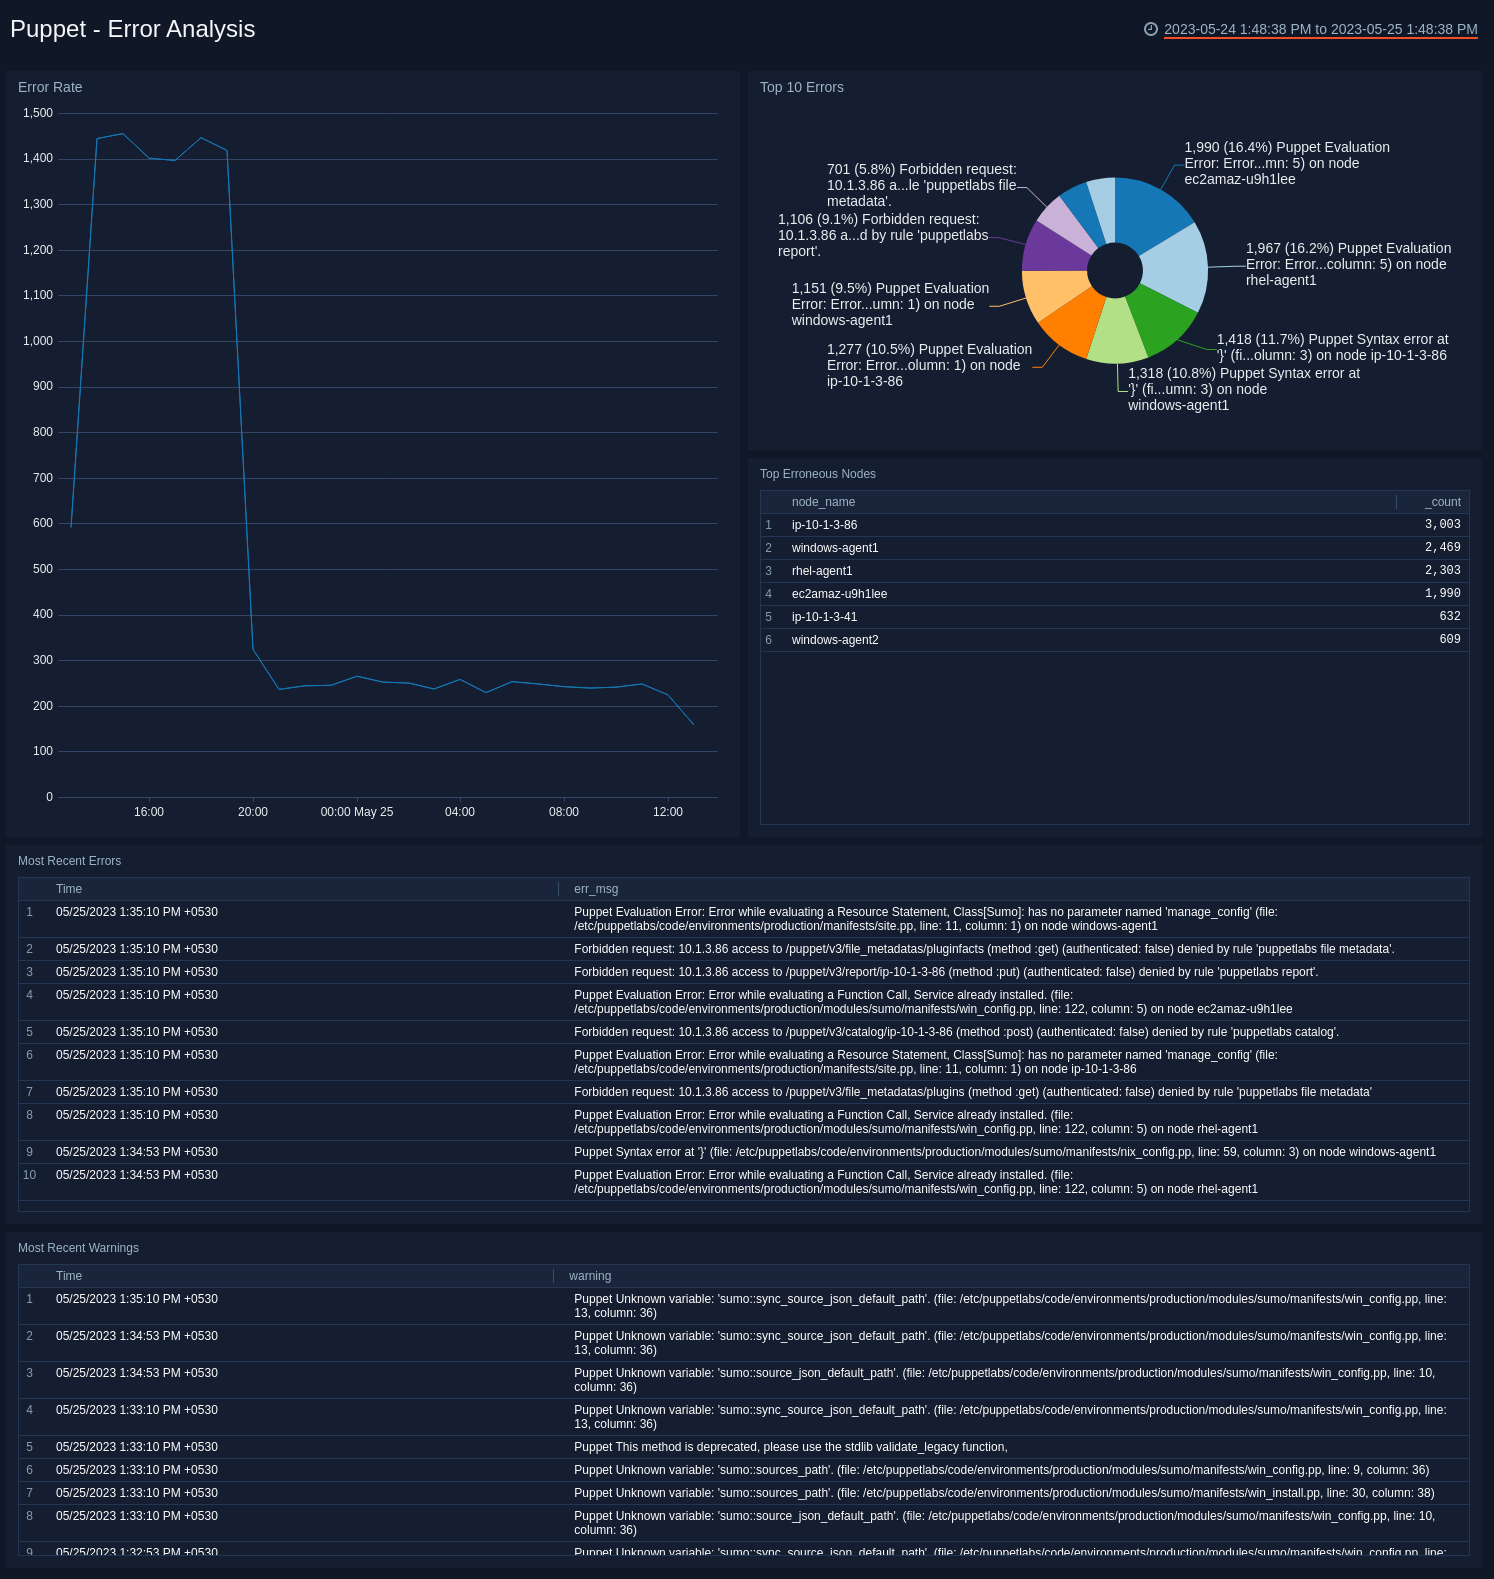 Puppet - Error Analysis
2023-05-24 1:48:38 PM to 2023-05-25 1:48:38 PM
Error Rate
1,500
1,400
1,300
1,200
1,100
1,000
900
800
700
600
500
400
300
200
100
0
16:00
20:00
00:00 May 25
04:00
08:00
12:00
Top 10 Errors
1,990 (16.4%) Puppet Evaluation
Error: Error...mn: 5) on node
ec2amaz-u9h1lee
1,967 (16.2%) Puppet Evaluation
Error: Error...column: 5) on node
rhel-agent1
1,418 (11.7%) Puppet Syntax error at
'}' (fi...olumn: 3) on node ip-10-1-3-86
1,318 (10.8%) Puppet Syntax error at
'}' (fi...umn: 3) on node
windows-agent1
1,277 (10.5%) Puppet Evaluation
Error: Error...olumn: 1) on node
ip-10-1-3-86
1,151 (9.5%) Puppet Evaluation
Error: Error...umn: 1) on node
windows-agent1
1,106 (9.1%) Forbidden request:
10.1.3.86 a...d by rule 'puppetlabs
report'.
701 (5.8%) Forbidden request:
10.1.3.86 a...le 'puppetlabs file
metadata'.
Top Erroneous Nodes
node_name _count
1 ip-10-1-3-86 3,003
2 windows-agent1 2,469
3 rhel-agent1 2,303
4 ec2amaz-u9h1lee 1,990
5 ip-10-1-3-41 632
6 windows-agent2 609
Most Recent Errors
Time err_msg
1 05/25/2023 1:35:10 PM +0530 Puppet Evaluation Error: Error while evaluating a Resource Statement, Class[Sumo]: has no parameter named 'manage_config' (file:
/etc/puppetlabs/code/environments/production/manifests/site.pp, line: 11, column: 1) on node windows-agent1
2 05/25/2023 1:35:10 PM +0530 Forbidden request: 10.1.3.86 access to /puppet/v3/file_metadatas/pluginfacts (method :get) (authenticated: false) denied by rule 'puppetlabs file metadata'.
3 05/25/2023 1:35:10 PM +0530 Forbidden request: 10.1.3.86 access to /puppet/v3/report/ip-10-1-3-86 (method :put) (authenticated: false) denied by rule 'puppetlabs report'.
4 05/25/2023 1:35:10 PM +0530 Puppet Evaluation Error: Error while evaluating a Function Call, Service already installed. (file:
/etc/puppetlabs/code/environments/production/modules/sumo/manifests/win_config.pp, line: 122, column: 5) on node ec2amaz-u9h1lee
5 05/25/2023 1:35:10 PM +0530 Forbidden request: 10.1.3.86 access to /puppet/v3/catalog/ip-10-1-3-86 (method :post) (authenticated: false) denied by rule 'puppetlabs catalog'.
6 05/25/2023 1:35:10 PM +0530 Puppet Evaluation Error: Error while evaluating a Resource Statement, Class[Sumo]: has no parameter named 'manage_config' (file:
/etc/puppetlabs/code/environments/production/manifests/site.pp, line: 11, column: 1) on node ip-10-1-3-86
7 05/25/2023 1:35:10 PM +0530 Forbidden request: 10.1.3.86 access to /puppet/v3/file_metadatas/plugins (method :get) (authenticated: false) denied by rule 'puppetlabs file metadata'
8 05/25/2023 1:35:10 PM +0530 Puppet Evaluation Error: Error while evaluating a Function Call, Service already installed. (file:
/etc/puppetlabs/code/environments/production/modules/sumo/manifests/win_config.pp, line: 122, column: 5) on node rhel-agent1
9 05/25/2023 1:34:53 PM +0530 Puppet Syntax error at '}' (file: /etc/puppetlabs/code/environments/production/modules/sumo/manifests/nix_config.pp, line: 59, column: 3) on node windows-agent1
10 05/25/2023 1:34:53 PM +0530 Puppet Evaluation Error: Error while evaluating a Function Call, Service already installed. (file:
/etc/puppetlabs/code/environments/production/modules/sumo/manifests/win_config.pp, line: 122, column: 5) on node rhel-agent1
Most Recent Warnings
Time warning
1 05/25/2023 1:35:10 PM +0530 Puppet Unknown variable: 'sumo::sync_source_json_default_path'. (file: /etc/puppetlabs/code/environments/production/modules/sumo/manifests/win_config.pp, line:
13, column: 36)
2 05/25/2023 1:34:53 PM +0530 Puppet Unknown variable: 'sumo::sync_source_json_default_path'. (file: /etc/puppetlabs/code/environments/production/modules/sumo/manifests/win_config.pp, line:
13, column: 36)
3 05/25/2023 1:34:53 PM +0530 Puppet Unknown variable: 'sumo::source_json_default_path'. (file: /etc/puppetlabs/code/environments/production/modules/sumo/manifests/win_config.pp, line: 10,
column: 36)
4 05/25/2023 1:33:10 PM +0530 Puppet Unknown variable: 'sumo::sync_source_json_default_path'. (file: /etc/puppetlabs/code/environments/production/modules/sumo/manifests/win_config.pp, line:
13, column: 36)
5 05/25/2023 1:33:10 PM +0530 Puppet This method is deprecated, please use the stdlib validate_legacy function,
6 05/25/2023 1:33:10 PM +0530 Puppet Unknown variable: 'sumo::sources_path'. (file: /etc/puppetlabs/code/environments/production/modules/sumo/manifests/win_config.pp, line: 9, column: 36)
7 05/25/2023 1:33:10 PM +0530 Puppet Unknown variable: 'sumo::sources_path'. (file: /etc/puppetlabs/code/environments/production/modules/sumo/manifests/win_install.pp, line: 30, column: 38)
8 05/25/2023 1:33:10 PM +0530 Puppet Unknown variable: 'sumo::source_json_default_path'. (file: /etc/puppetlabs/code/environments/production/modules/sumo/manifests/win_config.pp, line: 10,
column: 36)
9 05/25/2023 1:32:53 PM +0530 Puppet Unknown variable: 'sumo::sync_source_json_default_path'. (file: /etc/puppetlabs/code/environments/production/modules/sumo/manifests/win_config.pp, line: